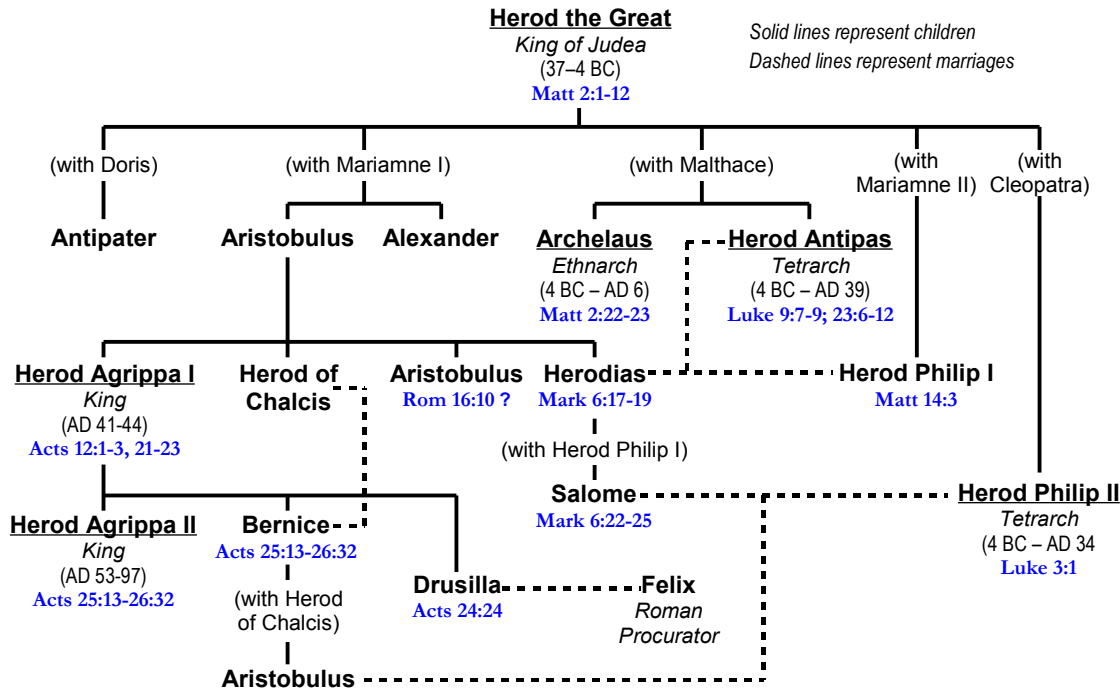 Herod the Great
King of Judea
(37–4 BC)
Matt 2:1-12
Solid lines represent children
Dashed lines represent marriages
(with Doris)
(with Mariamne I)
(with Malthace)
(with
Mariamne II)
(with
Cleopatra)
Antipater
Aristobulus
Alexander
Archelaus
Ethnarch
(4 BC – AD 6)
Matt 2:22-23
Herod Antipas
Tetrarch
(4 BC – AD 39)
Luke 9:7-9; 23:6-12
Herod Agrippa I
King
(AD 41-44)
Acts 12:1-3, 21-23
Herod of
Chalcis
Aristobulus
Rom 16:10 ?
Herodias
Mark 6:17-19
Herod Philip I
Matt 14:3
(with Herod Philip I)
Salome
Mark 6:22-25
Herod Philip II
Tetrarch
(4 BC – AD 34
Luke 3:1
Herod Agrippa II
King
(AD 53-97)
Acts 25:13-26:32
Bernice
Acts 25:13-26:32
(with Herod
of Chalcis)
Drusilla
Acts 24:24
Felix
Roman
Procurator
Aristobulus